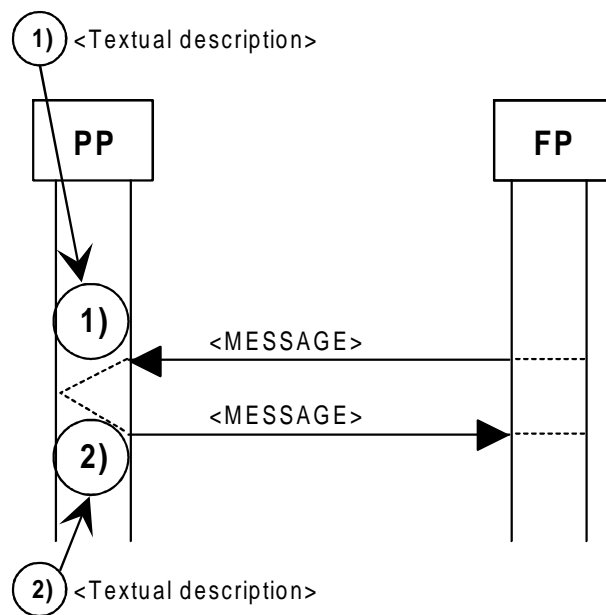 1) <Textual description>
PP
FP
1)
<MESSAGE>
<MESSAGE>
2)
2) <Textual description>